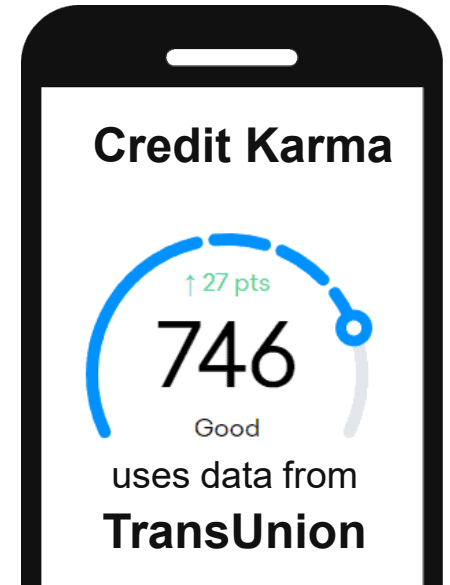 Credit Karma
↑ 27 pts
746
Good
uses data from
TransUnion